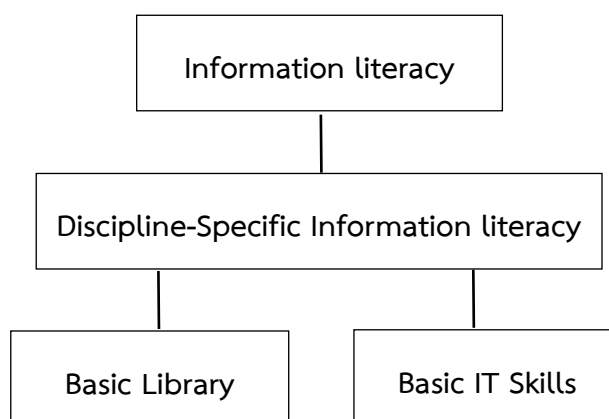 Information literacy
Discipline-Specific Information literacy
Basic Library
Basic IT Skills